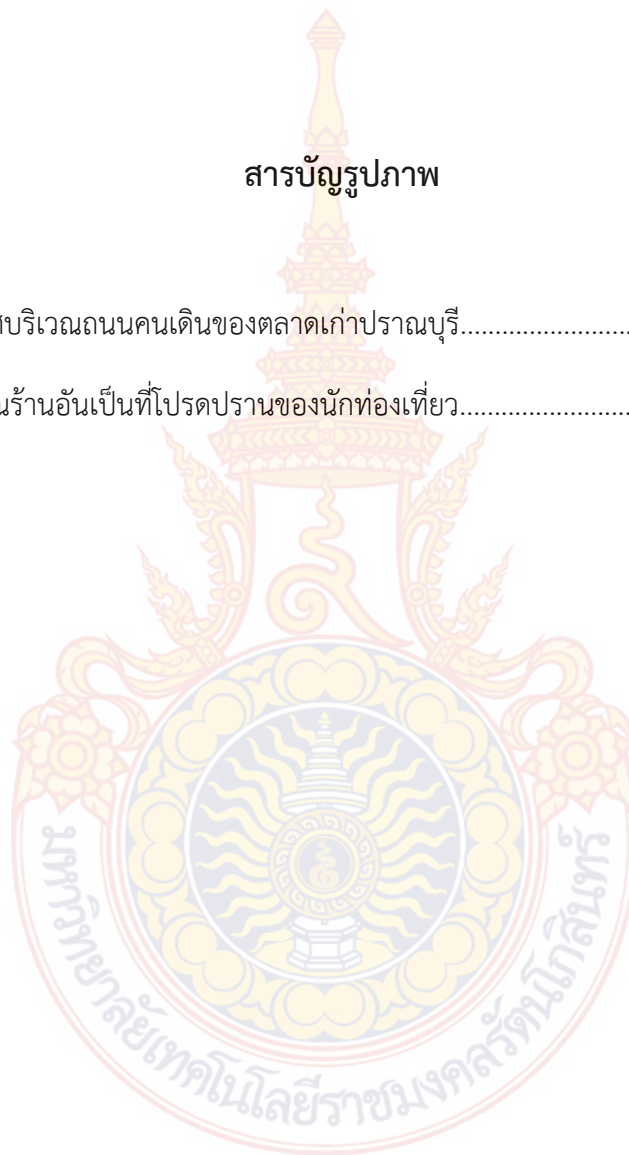 สารบัญรูปภาพ
บริเวณถนนคนเดินของตลาดเก่าปราณบุรี........................
ร้านอันเป็นที่โปรดปรานของนักท่องเที่ยว........................
มหาวิทยาลัยเทคโนโลยีราชมงคลรัตนโกสินทร์